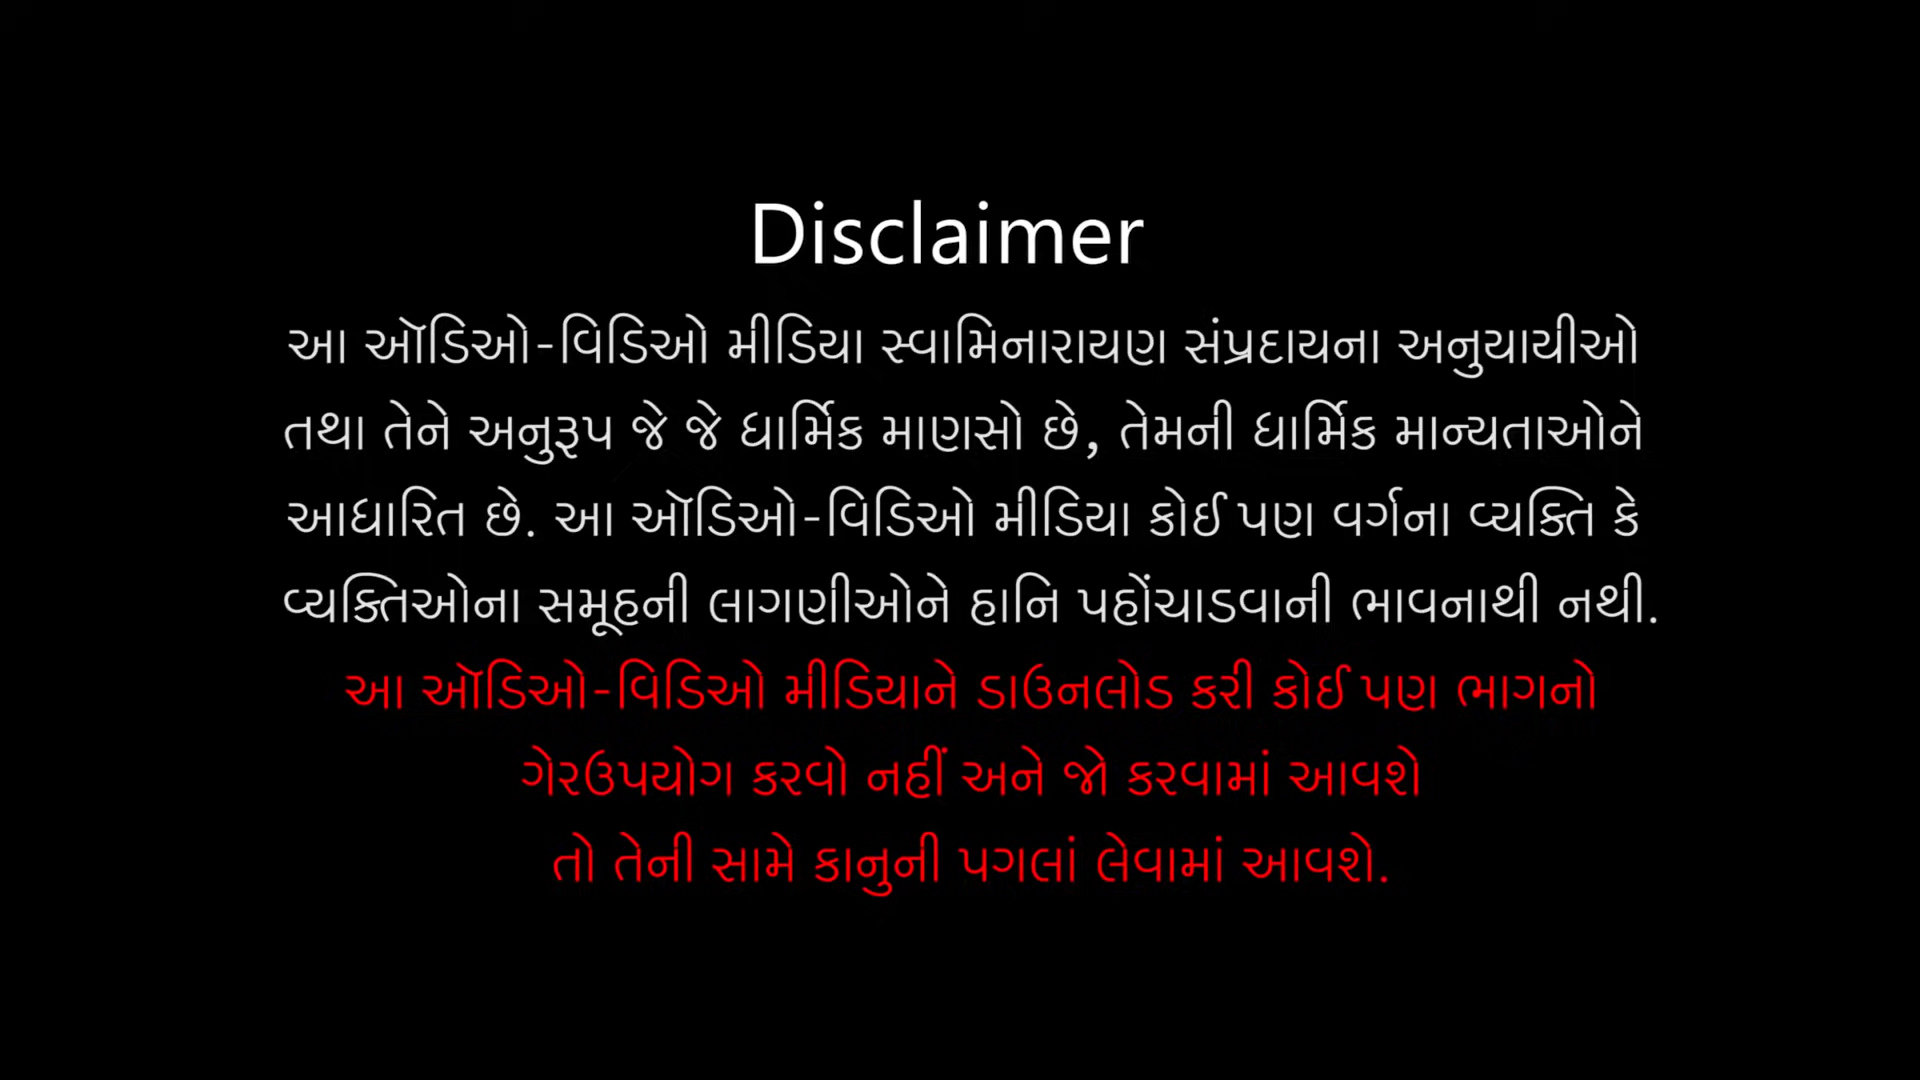 Disclaimer
આ ઑડિઓ-વિડિઓ મીડિયા સ્વામિનારાયણ સંપ્રદાયના અનુયાયીઓ
તથા તેને અનુરૂપ જે જે ધાર્મિક માણસો છે, તેમની ધાર્મિક માન્યતાઓને
આધારિત છે. આ ઑડિઓ-વિડિઓ મીડિયા કોઈ પણ વર્ગના વ્યક્તિ કે
વ્યક્તિઓના સમૂહની લાગણીઓને હાનિ પહોંચાડવાની ભાવનાથી નથી.
આ ઑડિઓ-વિડિઓ મીડિયાને ડાઉનલોડ કરી કોઈ પણ ભાગનો
ગેરઉપયોગ કરવો નહીં અને જો કરવામાં આવશે
તો તેની સામે કાનુની પગલાં લેવામાં આવશે.